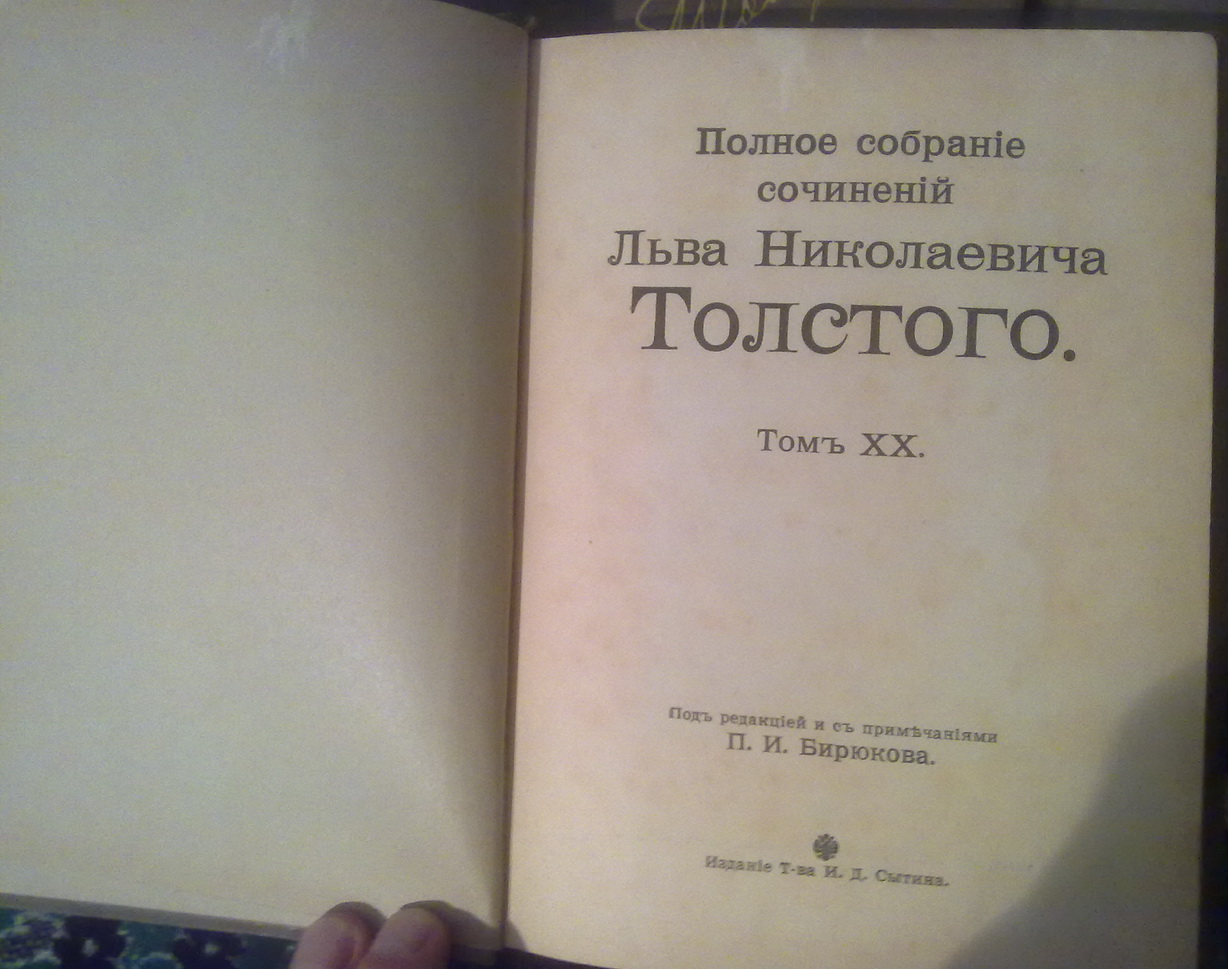 Полное собраніе
сочиненій
Льва Николаевича
Толстого.
Томъ XX.
Подъ редакціей и съ примѣчаніями
П. И. Бирюкова.
Изданіе Т-ва И. Д. Сытина.